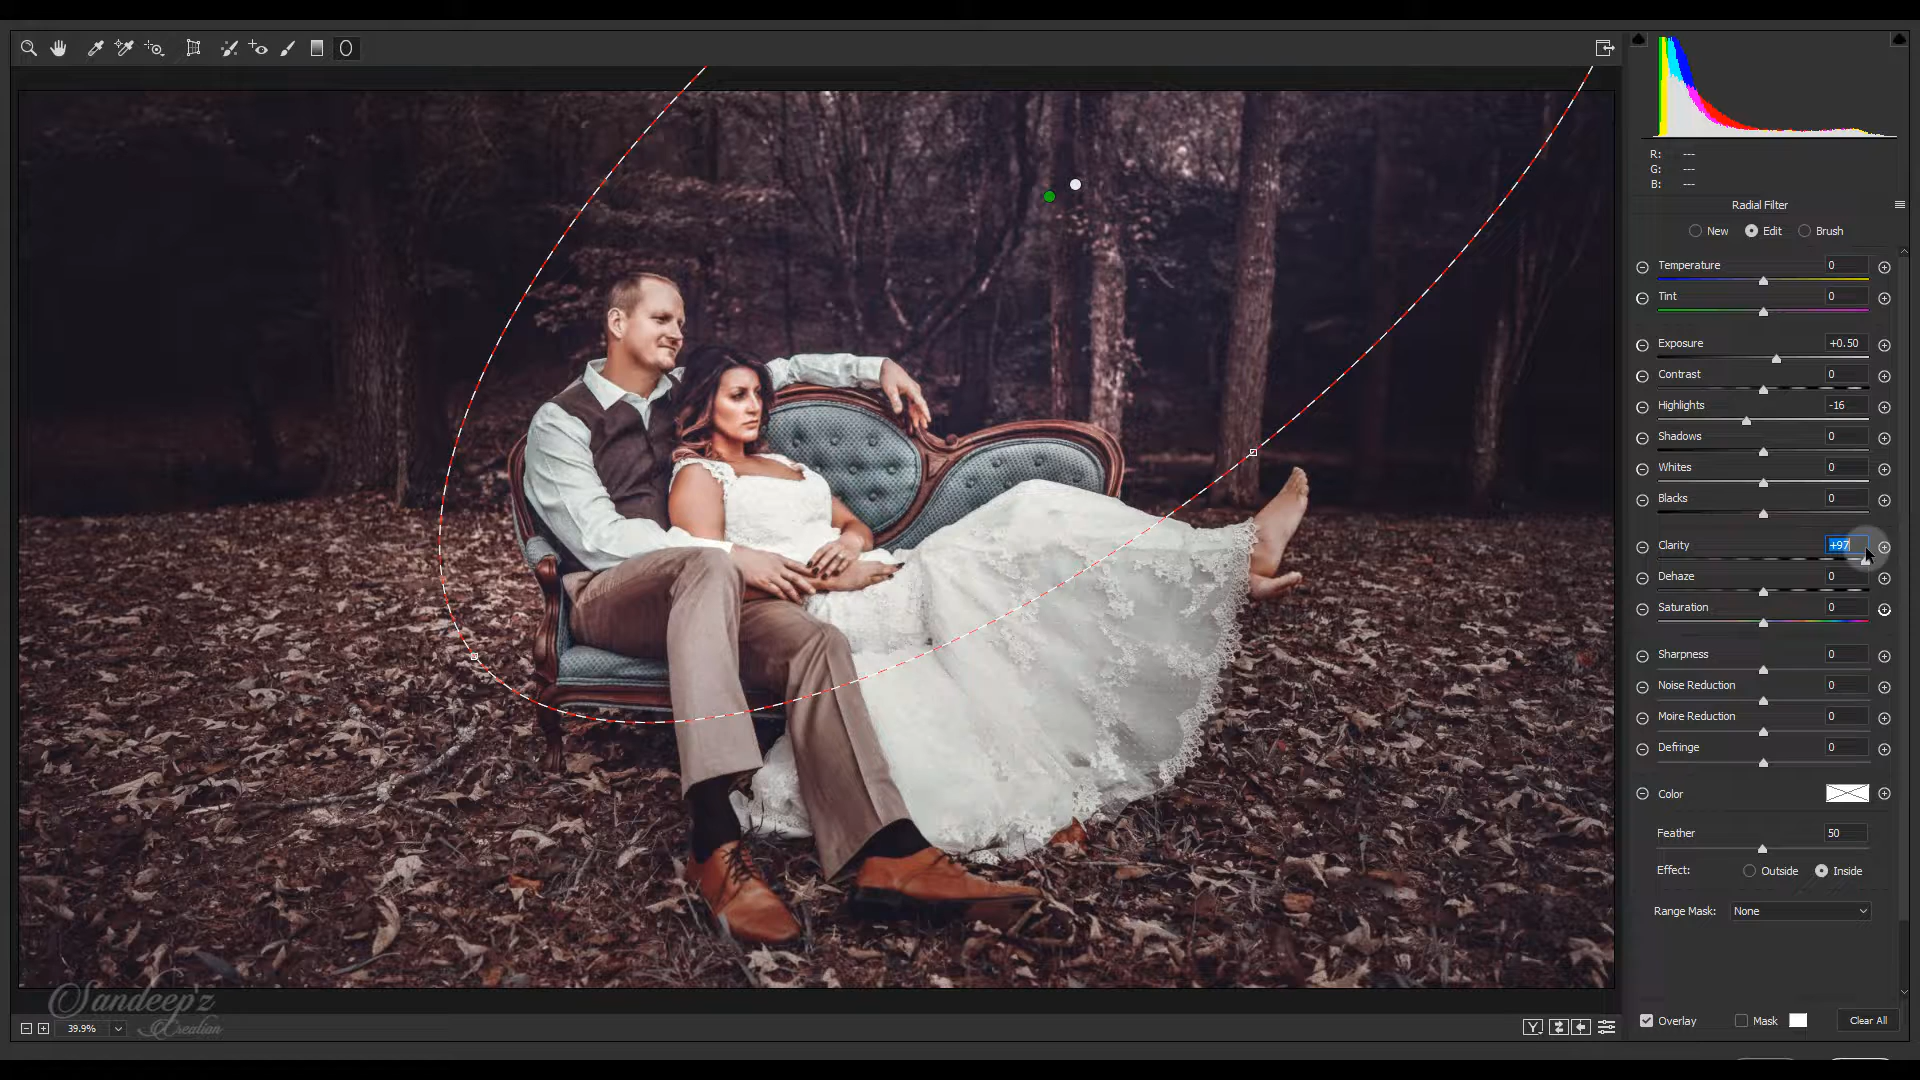 R: ---
G: ---
B: ---
Radial Filter
New Edit Brush
Temperature 0
Tint 0
Exposure +0.50
Contrast 0
Highlights -16
Shadows 0
Whites 0
Blacks 0
Clarity +97
Dehaze 0
Saturation 0
Sharpness 0
Noise Reduction 0
Moire Reduction 0
Defringe 0
Color
Feather 50
Effect: Outside Inside
Range Mask: None
Sandeep'z
Creation
39.9%
Y
Overlay Mask Clear All